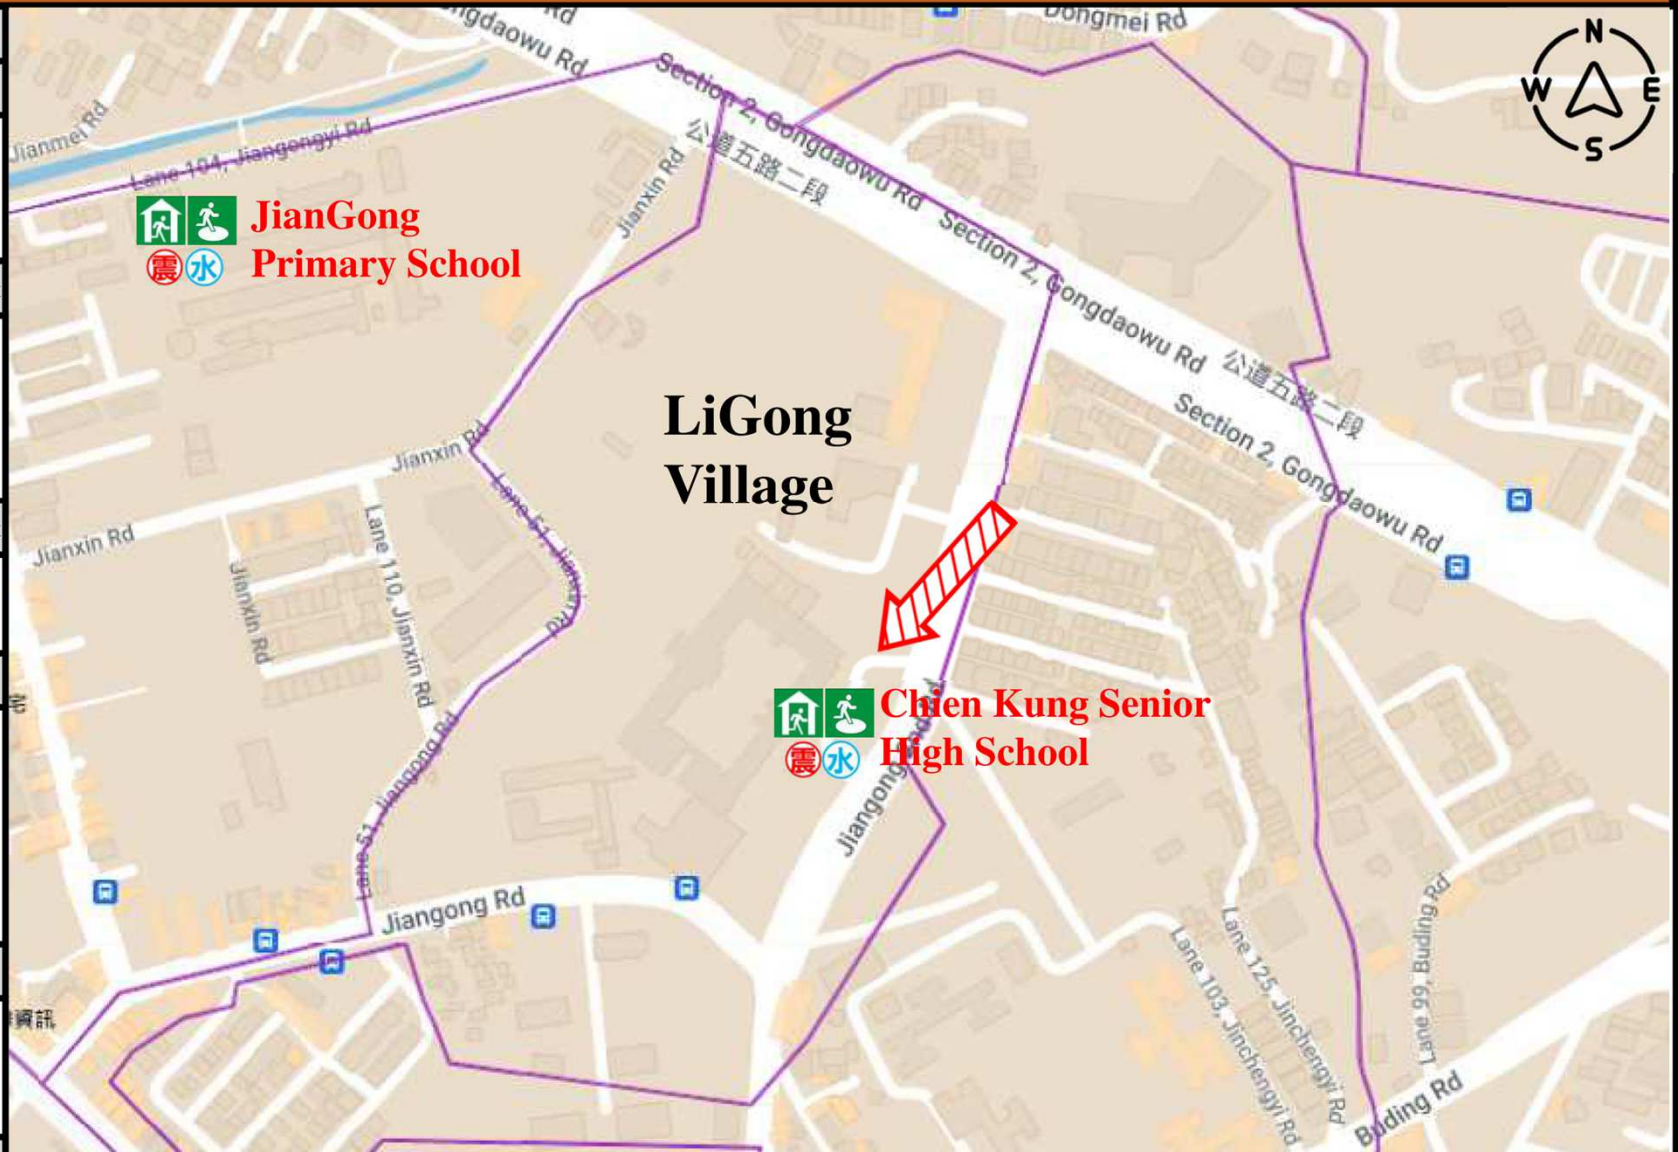 ngdaowu Rd
Rd
Dongmei Rd
N
W
E
S
Jianmei Rd
Lane 104, Jiangongyi Rd
Section 2, Gongdaowu Rd
公道五路二段
Jianxin Rd
JianGong
Primary School
震 水
Section 2, Gongdaowu Rd
公道五路二段
Section 2, Gongdaowu Rd
LiGong
Village
Jianxin Rd
Jianxin Rd
Jianxin Rd
Lane 110, Jianxin Rd
Lane 51, Jianxin Rd
Chien Kung Senior
High School
震 水
Lane 51, Jiangong Rd
Jiangong Rd
Lane 125, Jinchengyi Rd
Lane 103, Jinchengyi Rd
Lane 99, Buding Rd
Buding Rd
資訊